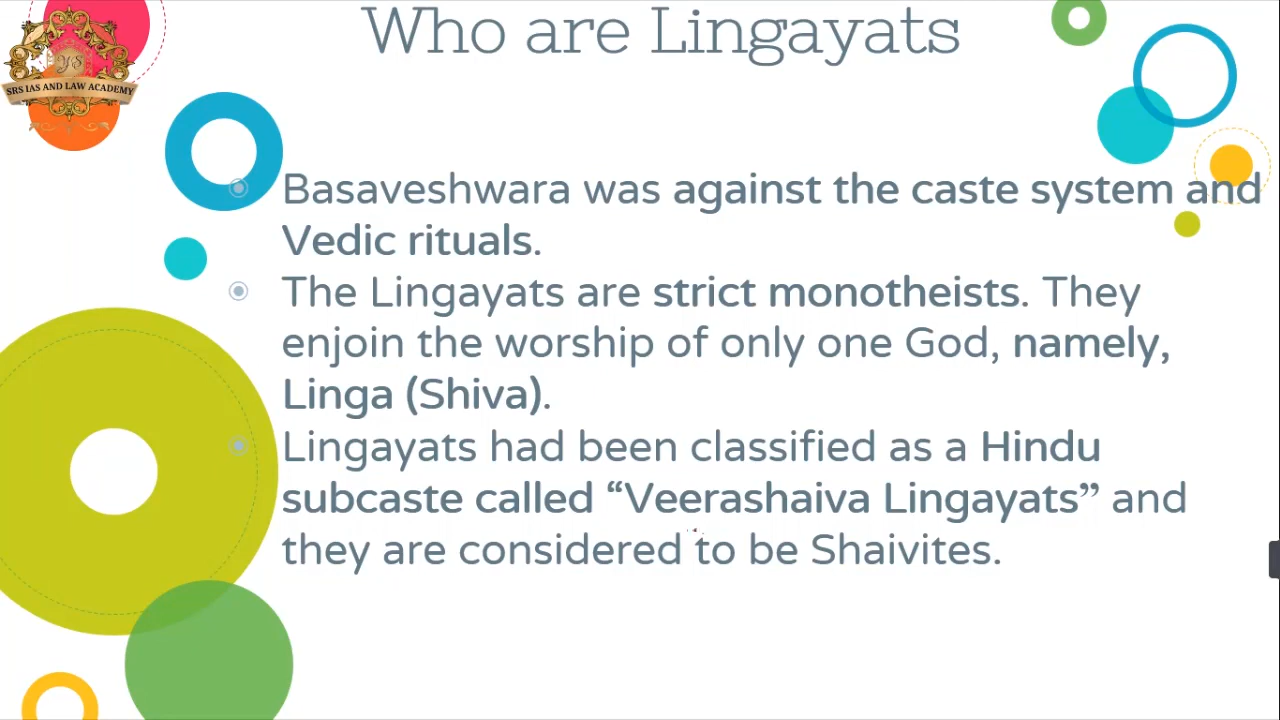 Who are Lingayats
YS
SRS IAS AND LAW ACADEMY
Basaveshwara was against the caste system and
Vedic rituals.
The Lingayats are strict monotheists. They
enjoin the worship of only one God, namely,
Linga (Shiva).
Lingayats had been classified as a Hindu
subcaste called “Veerashaiva Lingayats” and
they are considered to be Shaivites.